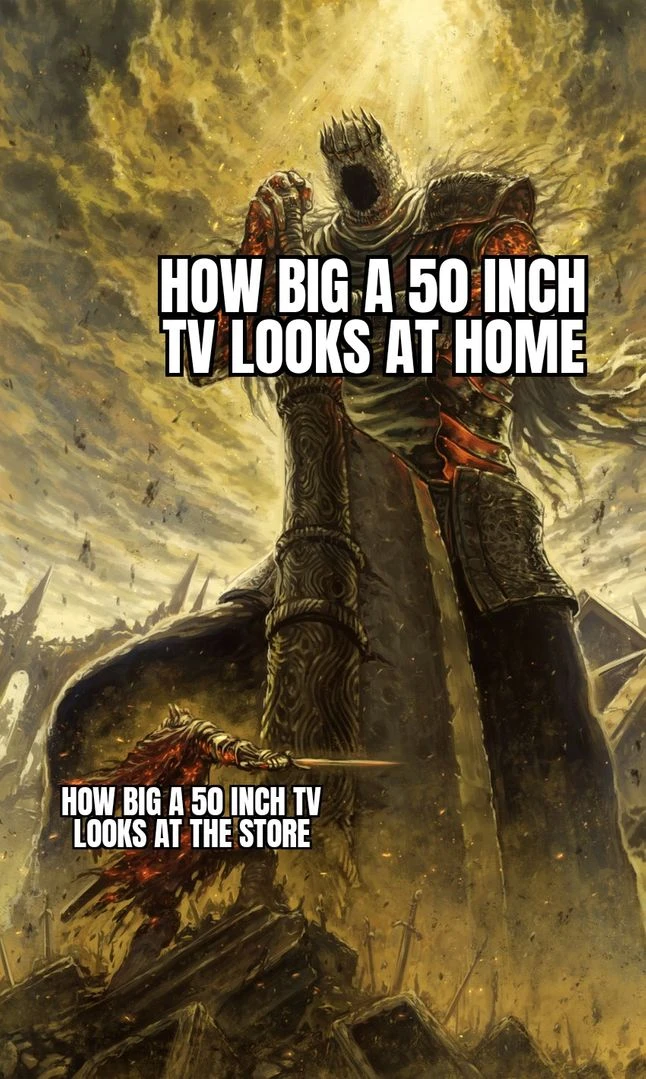 HOW BIG A 50 INCH
TV LOOKS AT HOME
HOW BIG A 50 INCH TV
LOOKS AT THE STORE